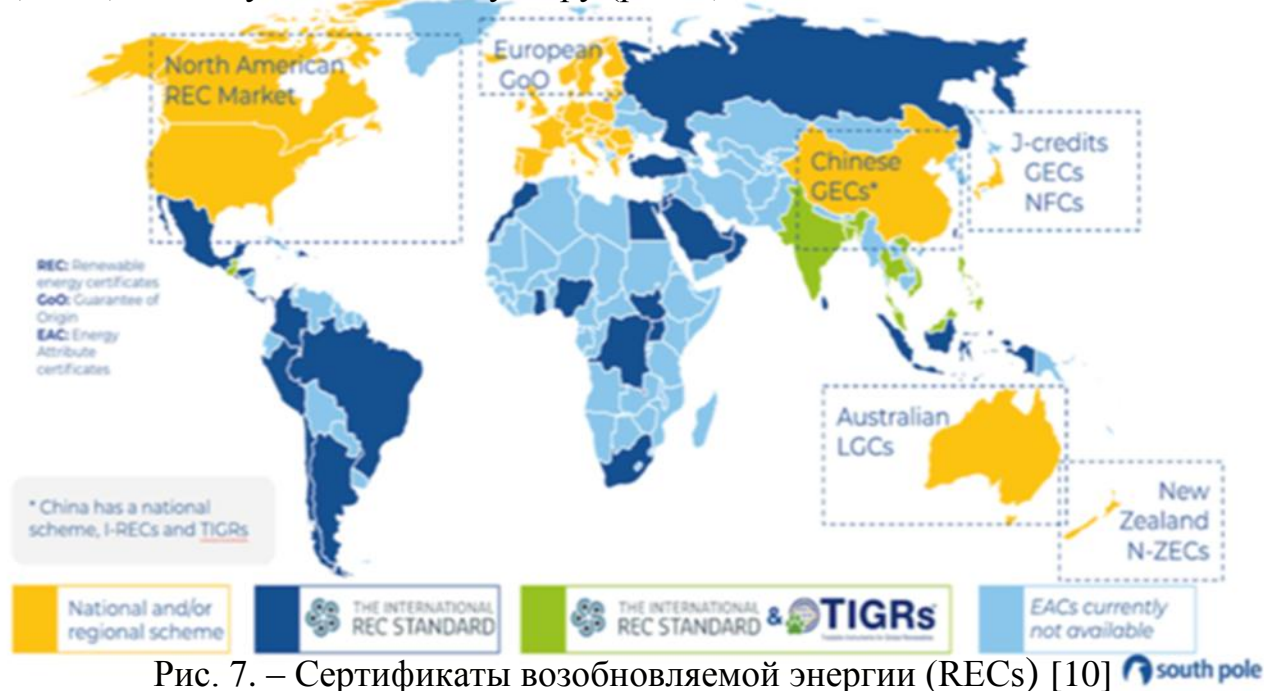 North American
REC Market
European
GoO
Chinese
GECs*
J-credits
GECs
NFCs
REC: Renewable
energy certificates
GoO: Guarantee of
Origin
EAC: Energy
Attribute
certificates
Australian
LGCs
New
Zealand
N-ZECs
* China has a national
scheme, I-RECs and TIGRs
National and/or
regional scheme
THE INTERNATIONAL
REC STANDARD
THE INTERNATIONAL
REC STANDARD
& TIGRs
EACs currently
not available
Рис. 7. – Сертификаты возобновляемой энергии (RECs) [10]
south pole